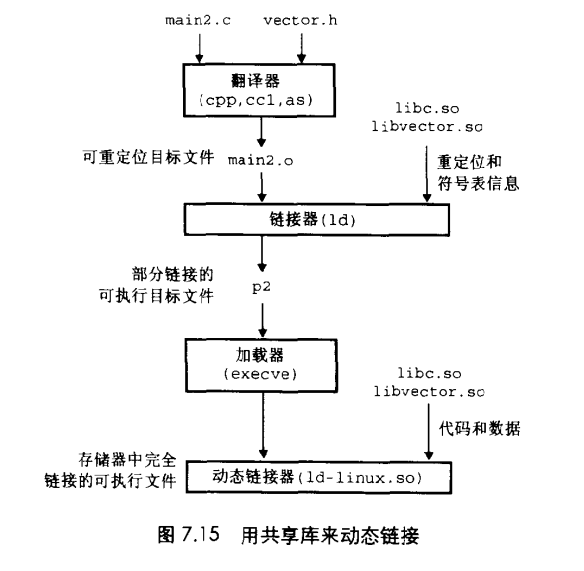 main2.c vector.h
翻译器
(cpp,cc1,as)
libc.so
libvector.so
可重定位目标文件 main2.o
重定位和
符号表信息
链接器(ld)
部分链接的
可执行目标文件
p2
加载器
(execve)
libc.so
libvector.so
代码和数据
存储器中完全
链接的可执行文件
动态链接器(ld-linux.so)
图 7.15 用共享库来动态链接